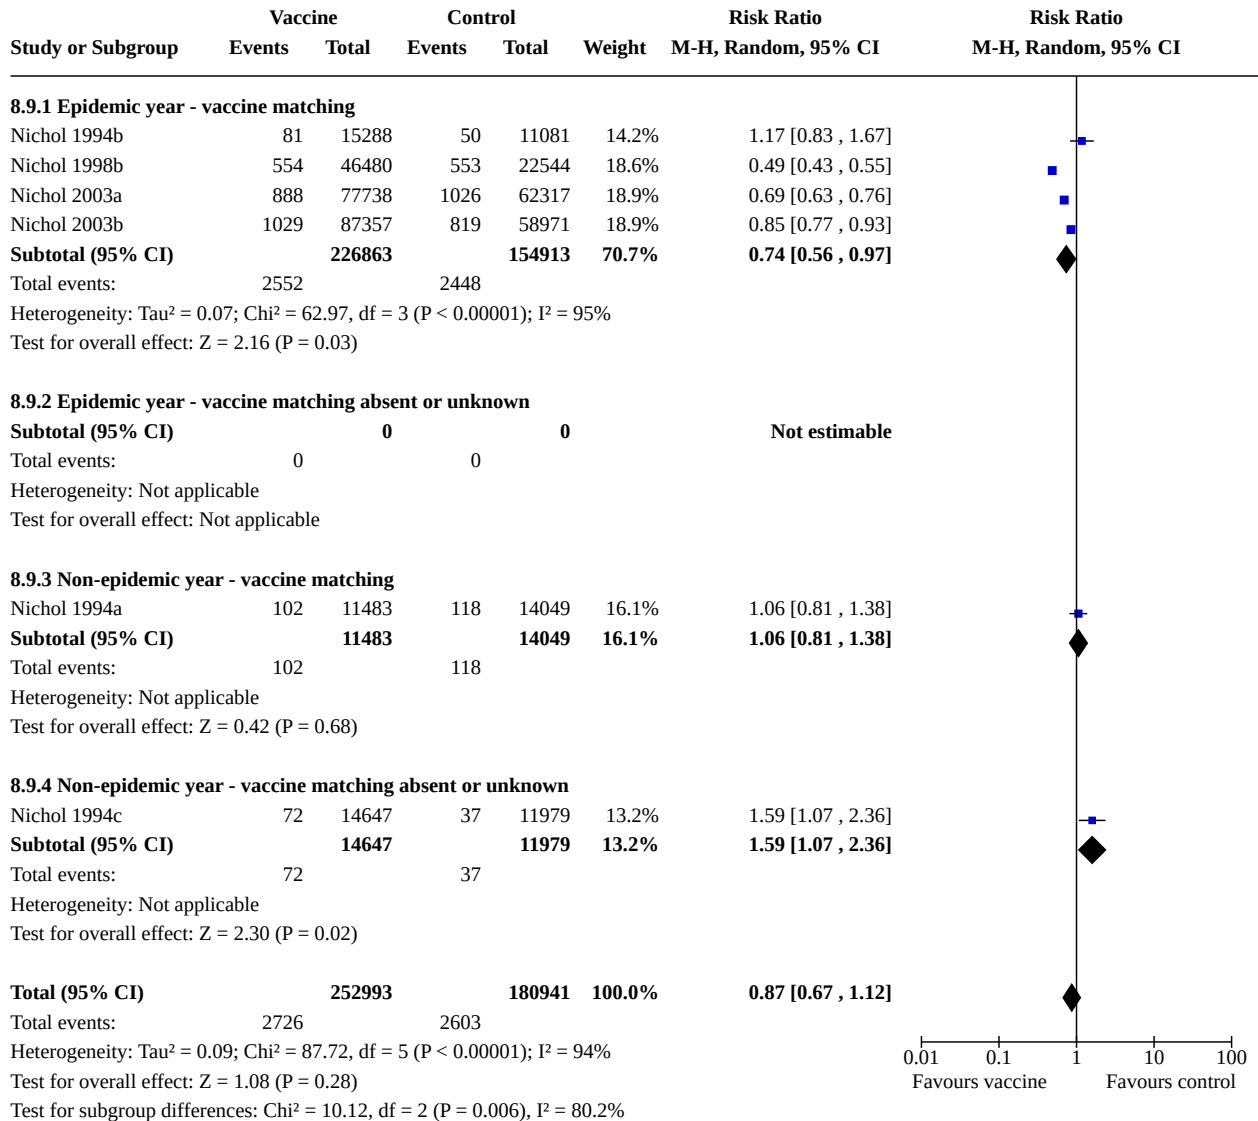 Vaccine Control Risk Ratio Risk Ratio
Study or Subgroup Events Total Events Total Weight M-H, Random, 95% CI M-H, Random, 95% CI
8.9.1 Epidemic year - vaccine matching
Nichol 1994b 81 15288 50 11081 14.2% 1.17 [0.83 , 1.67]
Nichol 1998b 554 46480 553 22544 18.6% 0.49 [0.43 , 0.55]
Nichol 2003a 888 77738 1026 62317 18.9% 0.69 [0.63 , 0.76]
Nichol 2003b 1029 87357 819 58971 18.9% 0.85 [0.77 , 0.93]
Subtotal (95% CI) 226863 154913 70.7% 0.74 [0.56 , 0.97]
Total events: 2552 2448
Heterogeneity: Tau² = 0.07; Chi² = 62.97, df = 3 (P < 0.00001); I² = 95%
Test for overall effect: Z = 2.16 (P = 0.03)
8.9.2 Epidemic year - vaccine matching absent or unknown
Subtotal (95% CI) 0 0 Not estimable
Total events: 0 0
Heterogeneity: Not applicable
Test for overall effect: Not applicable
8.9.3 Non-epidemic year - vaccine matching
Nichol 1994a 102 11483 118 14049 16.1% 1.06 [0.81 , 1.38]
Subtotal (95% CI) 11483 14049 16.1% 1.06 [0.81 , 1.38]
Total events: 102 118
Heterogeneity: Not applicable
Test for overall effect: Z = 0.42 (P = 0.68)
8.9.4 Non-epidemic year - vaccine matching absent or unknown
Nichol 1994c 72 14647 37 11979 13.2% 1.59 [1.07 , 2.36]
Subtotal (95% CI) 14647 11979 13.2% 1.59 [1.07 , 2.36]
Total events: 72 37
Heterogeneity: Not applicable
Test for overall effect: Z = 2.30 (P = 0.02)
Total (95% CI) 252993 180941 100.0% 0.87 [0.67 , 1.12]
Total events: 2726 2603
Heterogeneity: Tau² = 0.09; Chi² = 87.72, df = 5 (P < 0.00001); I² = 94%
0.01 0.1 1 10 100
Test for overall effect: Z = 1.08 (P = 0.28) Favours vaccine Favours control
Test for subgroup differences: Chi² = 10.12, df = 2 (P = 0.006), I² = 80.2%